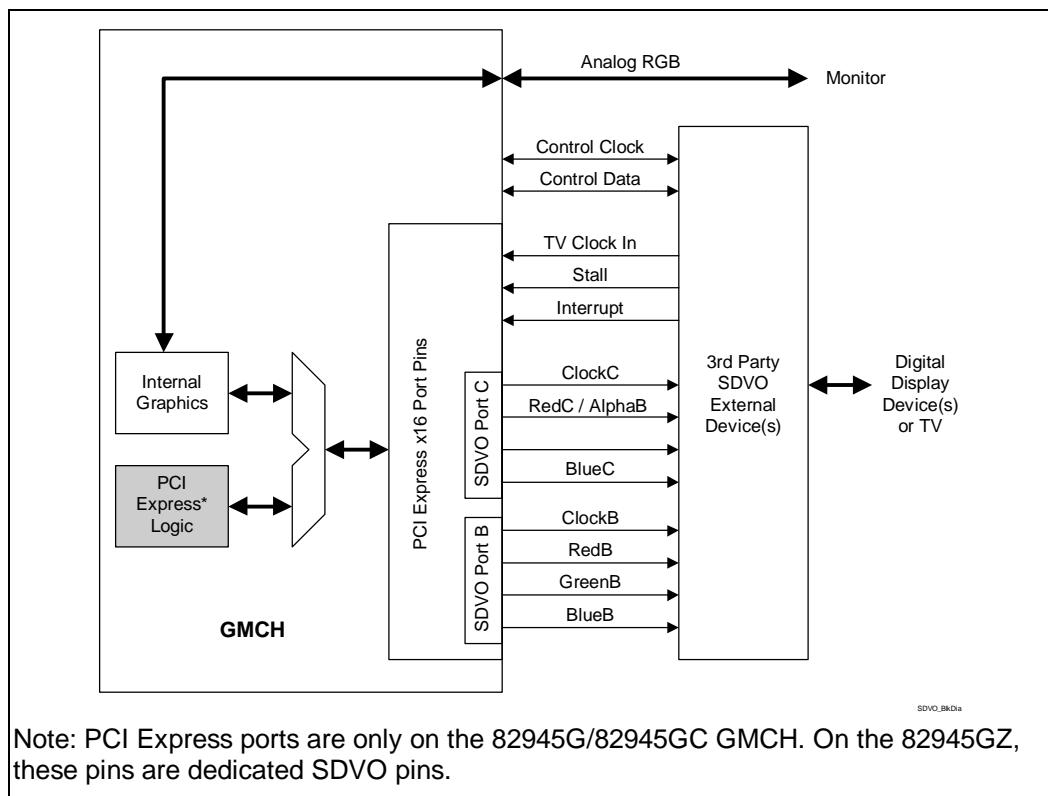 Analog RGB
Monitor
Control Clock
Control Data
TV Clock In
Stall
Interrupt
PCI Express x16 Port Pins
Internal
Graphics
PCI
Express*
Logic
GMCH
SDVO Port C
ClockC
RedC / AlphaB
BlueC
SDVO Port B
ClockB
RedB
GreenB
BlueB
3rd Party
SDVO
External
Device(s)
Digital
Display
Device(s)
or TV
SDVO_BlkDia
Note: PCI Express ports are only on the 82945G/82945GC GMCH. On the 82945GZ,
these pins are dedicated SDVO pins.